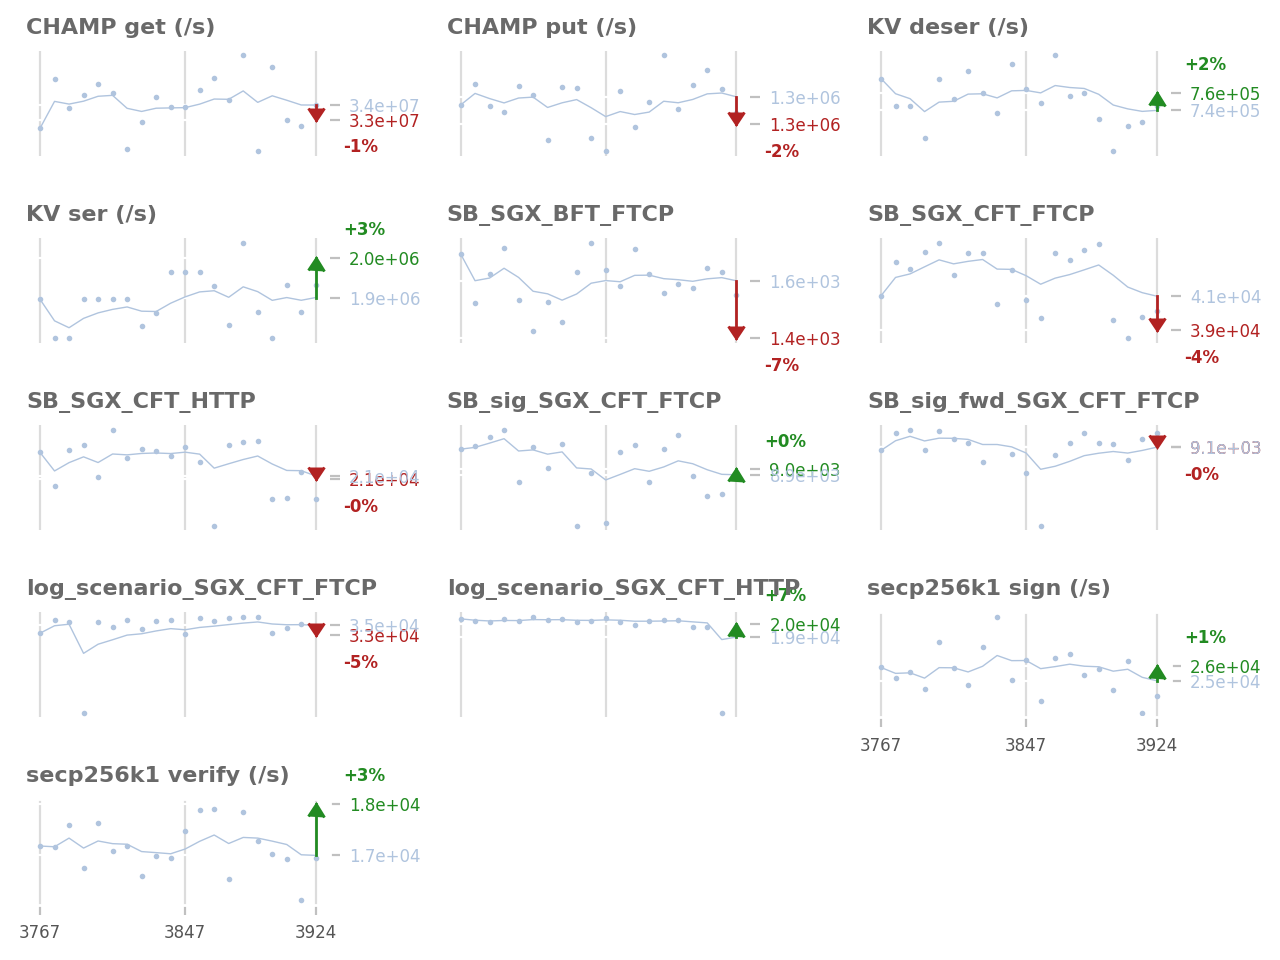 CHAMP get (/s)
3.4e+07
3.3e+07
-1%
CHAMP put (/s)
1.3e+06
1.3e+06
-2%
KV deser (/s)
+2%
7.6e+05
7.4e+05
KV ser (/s)
+3%
2.0e+06
1.9e+06
SB_SGX_BFT_FTCP
1.6e+03
1.4e+03
-7%
SB_SGX_CFT_FTCP
4.1e+04
3.9e+04
-4%
SB_SGX_CFT_HTTP
2.1e+04
2.1e+04
-0%
SB_sig_SGX_CFT_FTCP
+0%
9.0e+03
8.9e+03
SB_sig_fwd_SGX_CFT_FTCP
9.1e+03
-0%
log_scenario_SGX_CFT_FTCP
3.5e+04
3.3e+04
-5%
log_scenario_SGX_CFT_HTTP
+7%
2.0e+04
1.9e+04
secp256k1 sign (/s)
+1%
2.6e+04
2.5e+04
3767 3847 3924
secp256k1 verify (/s)
+3%
1.8e+04
1.7e+04
3767 3847 3924